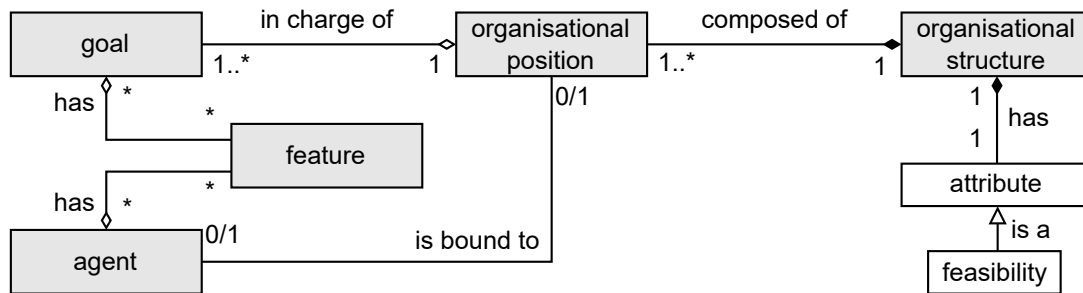 in charge of
composed of
goal
organisational
position
organisational
structure
1..*
1
1..*
1
has
*
*
0/1
1
has
1
feature
attribute
has
*
*
0/1
is bound to
is a
agent
feasibility